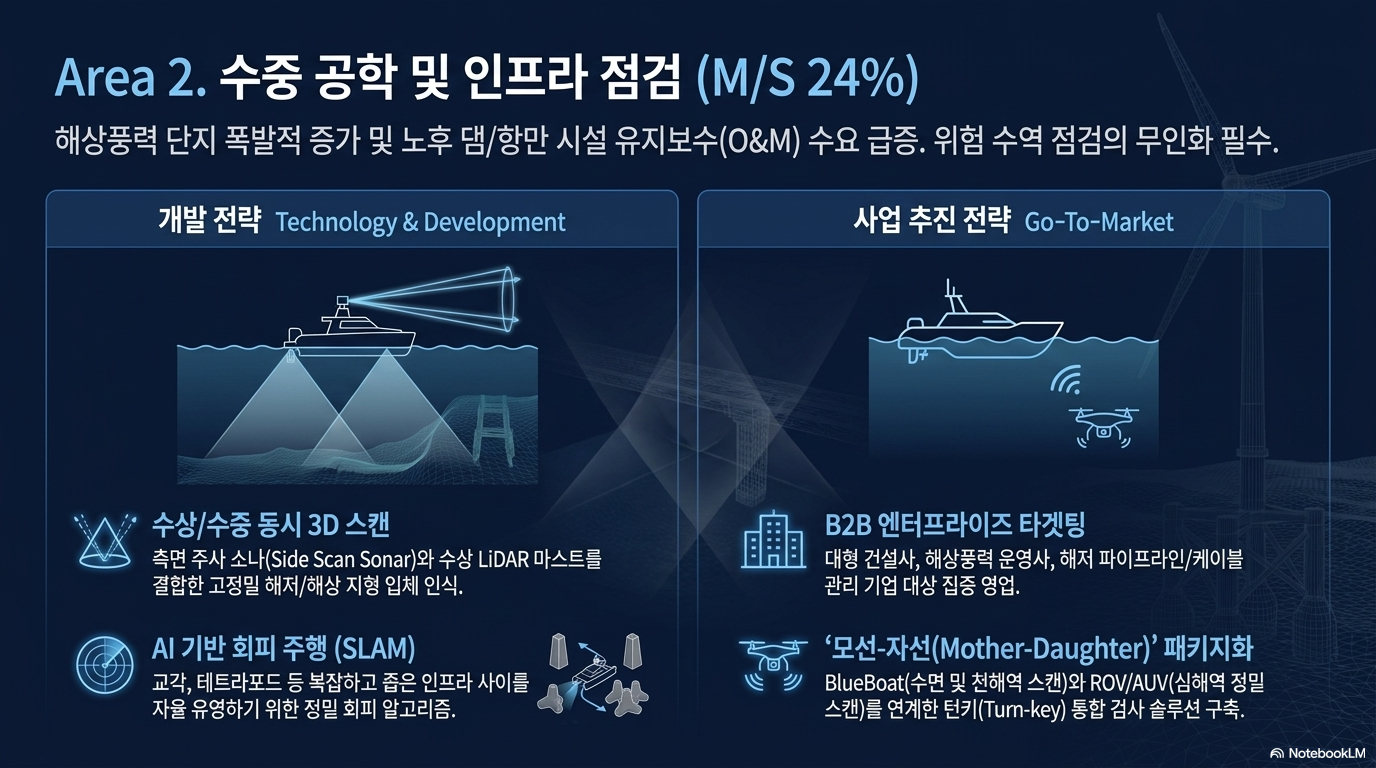 Area 2. 수중 공학 및 인프라 점검 (M/S 24%)
해상풍력 단지 폭발적 증가 및 노후 댐/항만 시설 유지보수(O&M) 수요 급증. 위험 수역 점검의 무인화 필수.
개발 전략 Technology & Development
수상/수중 동시 3D 스캔
측면 주사 소나(Side Scan Sonar)와 수상 LiDAR 마스트를
결합한 고정밀 해저/해상 지형 입체 인식.
AI 기반 회피 주행 (SLAM)
교각, 테트라포드 등 복잡하고 좁은 인프라 사이를
자율 유영하기 위한 정밀 회피 알고리즘.
사업 추진 전략 Go-To-Market
B2B 엔터프라이즈 타겟팅
대형 건설사, 해상풍력 운영사, 해저 파이프라인/케이블
관리 기업 대상 집중 영업.
‘모선-자선(Mother-Daughter)’ 패키지화
BlueBoat(수면 및 천해역 스캔)와 ROV/AUV(심해역 정밀
스캔)를 연계한 턴키(Turn-key) 통합 검사 솔루션 구축.
NotebookLM